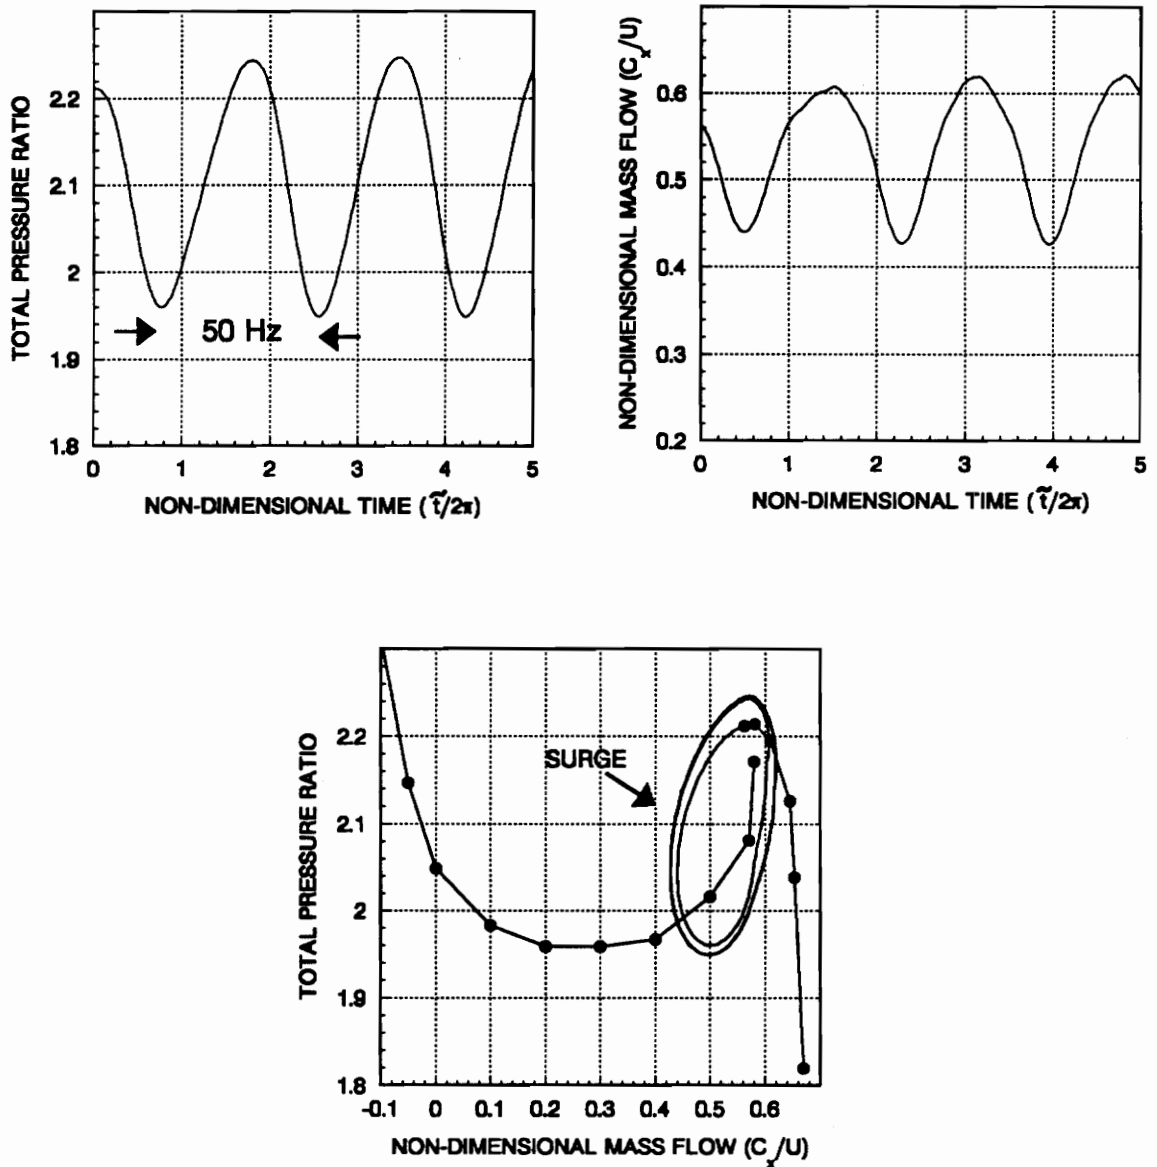 TOTAL PRESSURE RATIO
2.2
2.1
2
1.9
1.8
50 Hz
0 1 2 3 4 5
NON-DIMENSIONAL TIME (t̃/2π)
NON-DIMENSIONAL MASS FLOW (Cx/U)
0.6
0.5
0.4
0.3
0.2
0 1 2 3 4 5
NON-DIMENSIONAL TIME (t̃/2π)
TOTAL PRESSURE RATIO
2.2
2.1
2
1.9
1.8
SURGE
-0.1 0 0.1 0.2 0.3 0.4 0.5 0.6
NON-DIMENSIONAL MASS FLOW (Cx/U)